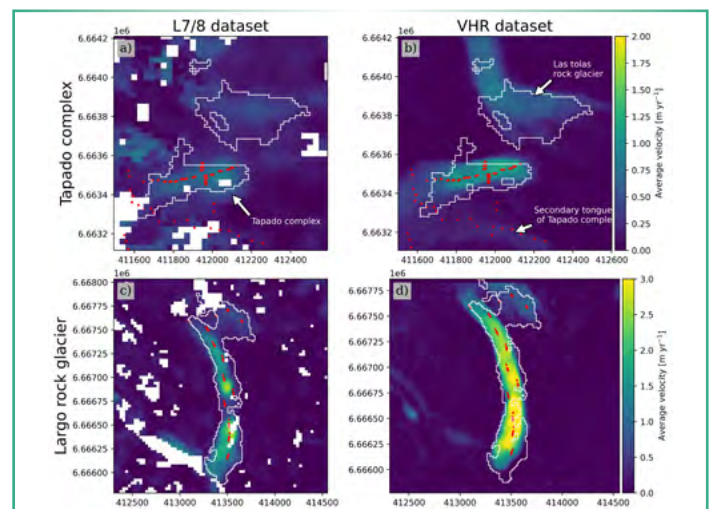 L7/8 dataset
VHR dataset
1e6
1e6
a)
b)
Tapado complex
6.6642
6.6640
6.6638
6.6636
6.6634
6.6632
Tapado complex
411600 411800 412000 412200 412400
6.6642
6.6640
6.6638
6.6636
6.6634
6.6632
Las tolas
rock glacier
Secondary tongue
of Tapado comple
411600 411800 412000 412200 412400 412600
2.00
1.75
1.50
1.25
1.00
0.75
0.50
0.25
0.00
Average velocity [m yr⁻¹]
1e6
1e6
c)
d)
Largo rock glacier
6.66800
6.66775
6.66750
6.66725
6.66700
6.66675
6.66650
6.66625
6.66600
412500 413000 413500 414000 414500
6.66775
6.66750
6.66725
6.66700
6.66675
6.66650
6.66625
6.66600
412500 413000 413500 414000 414500
3.0
2.5
2.0
1.5
1.0
0.5
0.0
Average velocity [m yr⁻¹]